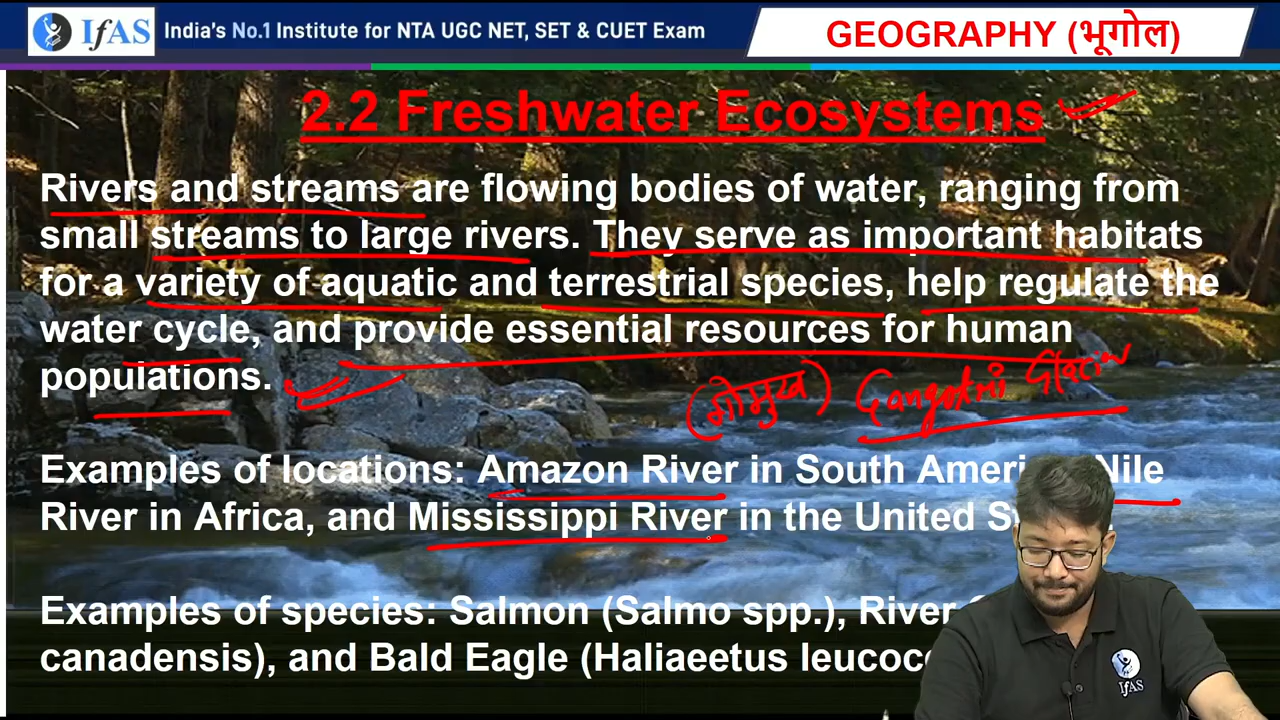 IfAS
India's No.1 Institute for NTA UGC NET, SET & CUET Exam
GEOGRAPHY (भूगोल)
2.2 Freshwater Ecosystems
Rivers and streams are flowing bodies of water, ranging from
small streams to large rivers. They serve as important habitats
for a variety of aquatic and terrestrial species, help regulate the
water cycle, and provide essential resources for human
populations.
(गोमुख)
Examples of locations: Amazon River in South Ameri Nile
River in Africa, and Mississippi River in the United S
Examples of species: Salmon (Salmo spp.), River
canadensis), and Bald Eagle (Haliaeetus leucoc
IfAS